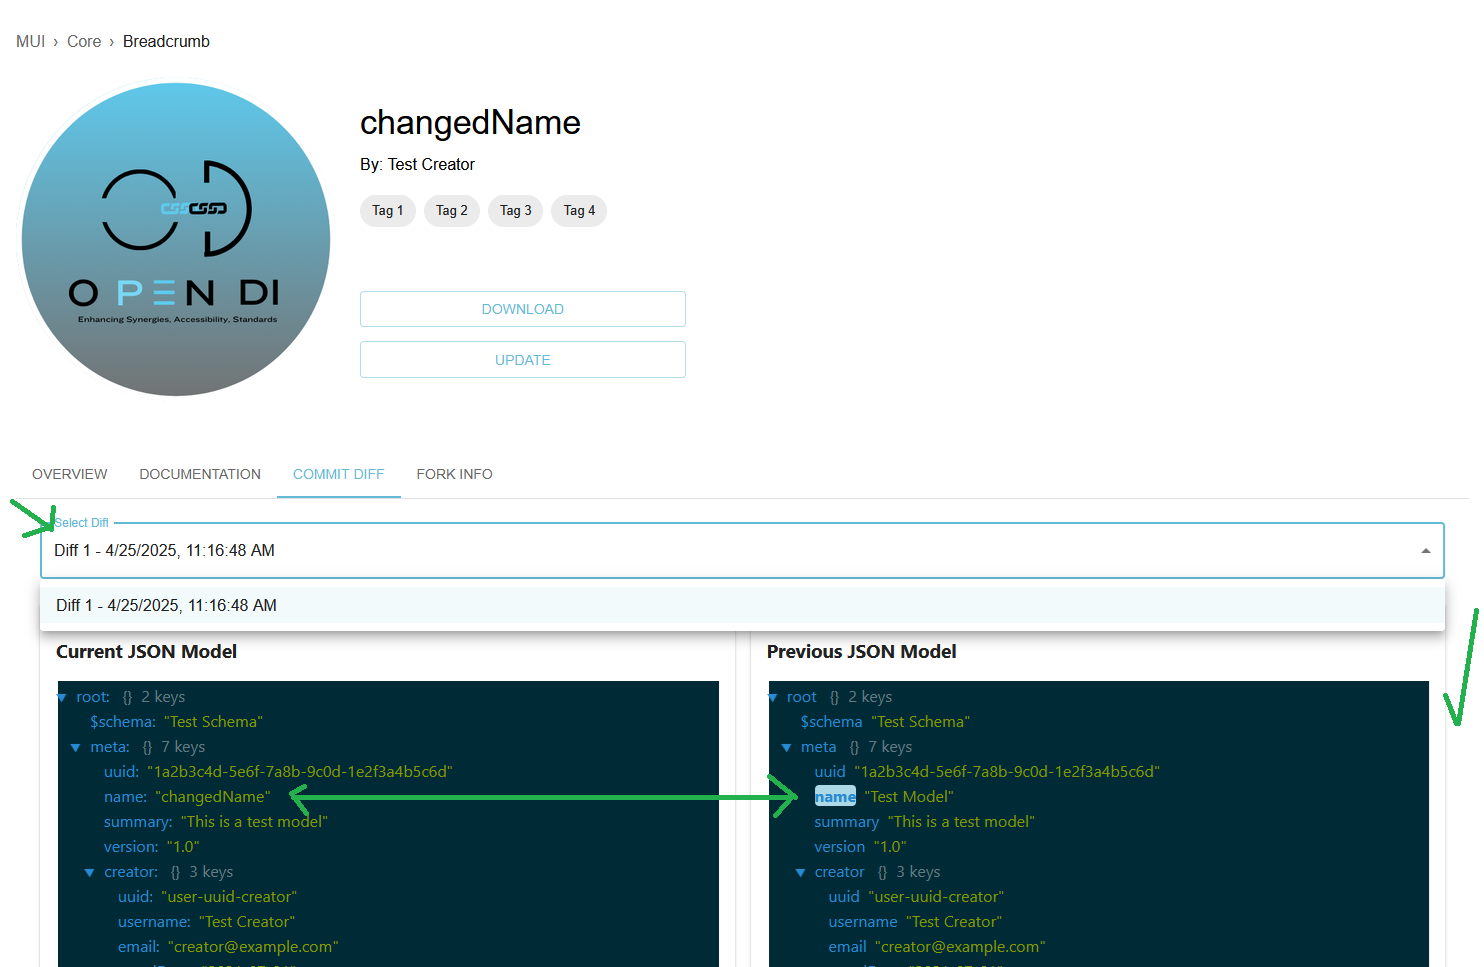 MUI › Core › Breadcrumb
changedName
By: Test Creator
Tag 1 Tag 2 Tag 3 Tag 4
CSS CSS
OPEN DI
Enhancing Synergies, Accessibility, Standards
DOWNLOAD
UPDATE
OVERVIEW DOCUMENTATION COMMIT DIFF FORK INFO
Select Diff
Diff 1 - 4/25/2025, 11:16:48 AM
Diff 1 - 4/25/2025, 11:16:48 AM
Current JSON Model
root: {} 2 keys
$schema: "Test Schema"
meta: {} 7 keys
uuid: "1a2b3c4d-5e6f-7a8b-9c0d-1e2f3a4b5c6d"
name: "changedName"
summary: "This is a test model"
version: "1.0"
creator: {} 3 keys
uuid: "user-uuid-creator"
username: "Test Creator"
email: "creator@example.com"
Previous JSON Model
root {} 2 keys
$schema "Test Schema"
meta {} 7 keys
uuid "1a2b3c4d-5e6f-7a8b-9c0d-1e2f3a4b5c6d"
name "Test Model"
summary "This is a test model"
version "1.0"
creator {} 3 keys
uuid "user-uuid-creator"
username "Test Creator"
email "creator@example.com"